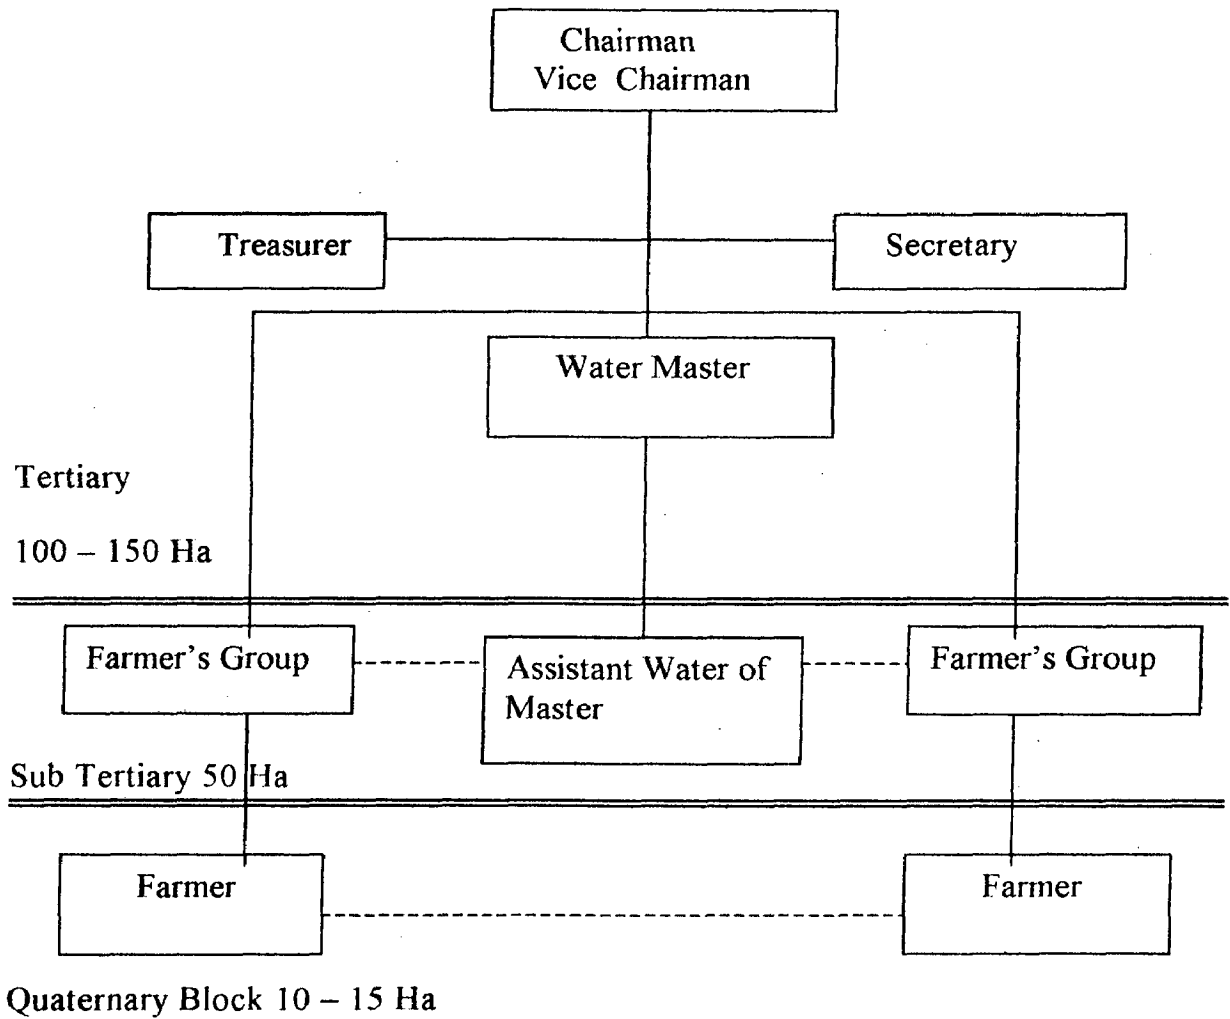 Chairman
Vice Chairman
Treasurer
Secretary
Water Master
Tertiary
100 – 150 Ha
Farmer's Group
Assistant Water of
Master
Farmer's Group
Sub Tertiary 50 Ha
Farmer
Farmer
Quaternary Block 10 – 15 Ha